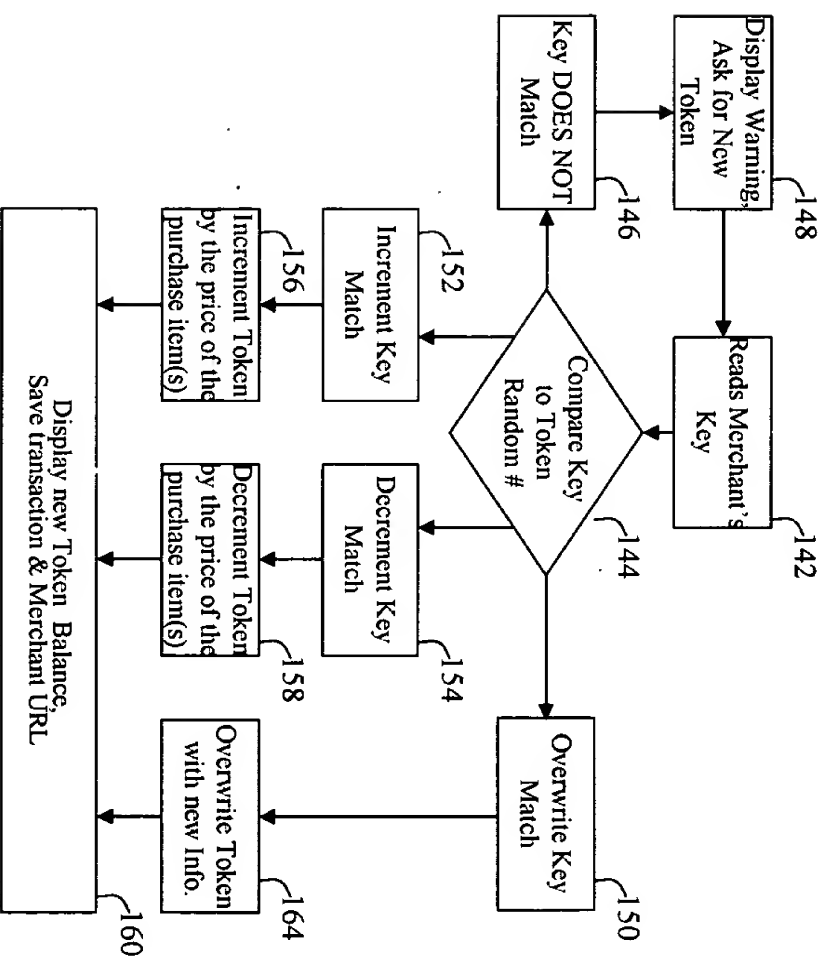 Display Warning,
Ask for New
Token
148
Reads Merchant's
Key
142
Key DOES NOT
Match
146
Compare Key
to Token
Random #
144
Overwrite Key
Match
150
Increment Key
Match
152
Decrement Key
Match
154
Increment Token
by the price of the
purchase item(s)
156
Decrement Token
by the price of the
purchase item(s)
158
Overwrite Token
with new Info.
164
Display new Token Balance,
Save transaction & Merchant URL
160